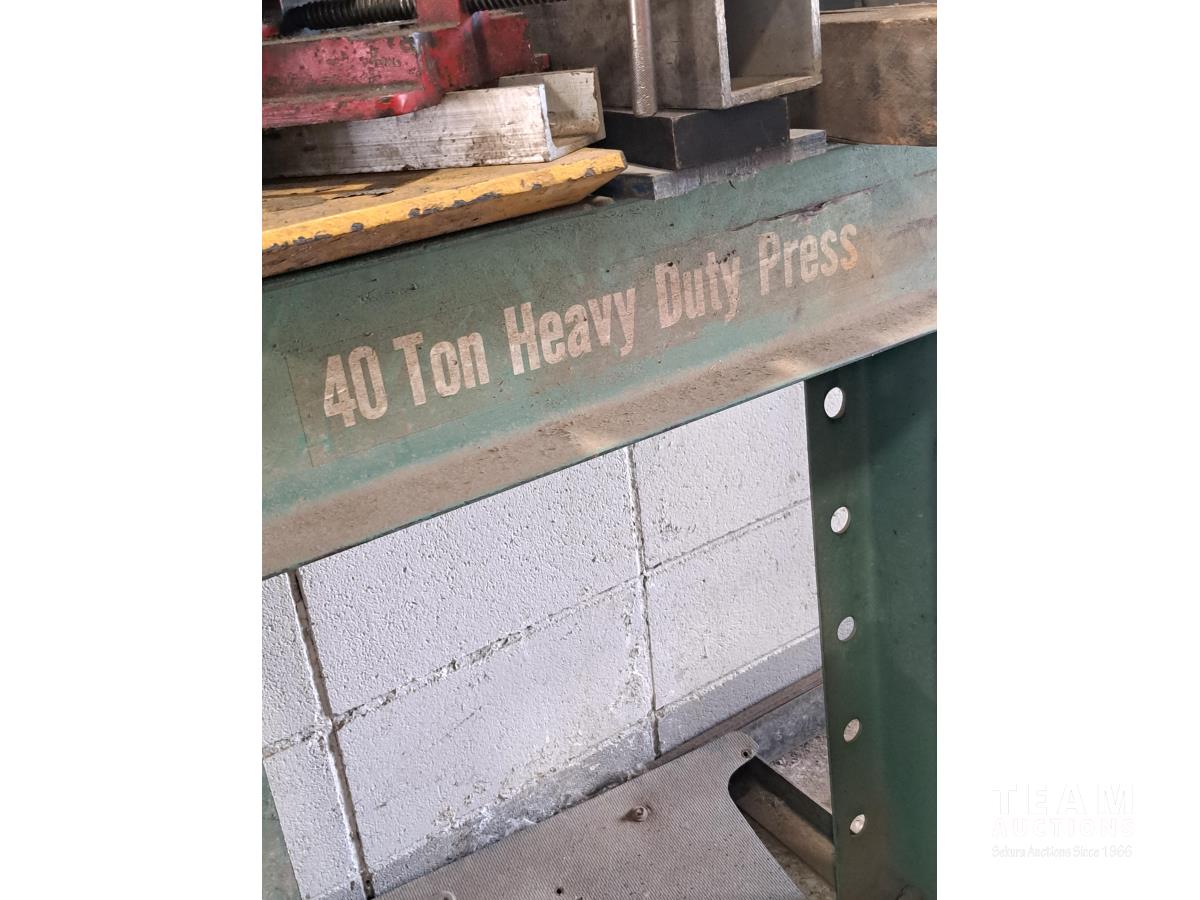 40 Ton Heavy Duty Press
TEAM
AUCTIONS
Sekura Auctions Since 1966